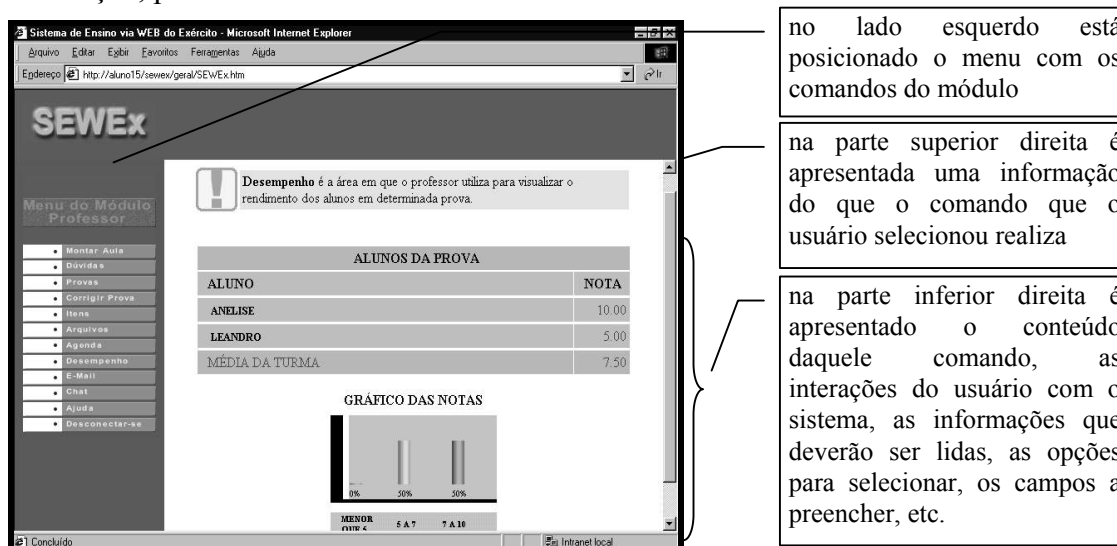 Sistema de Ensino via WEB do Exército - Microsoft Internet Explorer
Arquivo Editar Exibir Favoritos Ferramentas Ajuda
Endereço http://aluno15/sewex/geral/SEWEx.htm Ir
SEWEx
Menu do Módulo
Professor
Montar Aula
Dúvidas
Provas
Corrigir Prova
Itens
Arquivos
Agenda
Desempenho
E-Mail
Chat
Ajuda
Desconectar-se
Desempenho é a área em que o professor utiliza para visualizar o
rendimento dos alunos em determinada prova.
ALUNOS DA PROVA
ALUNO NOTA
ANELISE 10.00
LEANDRO 5.00
MÉDIA DA TURMA 7.50
GRÁFICO DAS NOTAS
0% 50% 50%
MENOR
QUE 5 5 A 7 7 A 10
Concluído Intranet local
no lado esquerdo está
posicionado o menu com os
comandos do módulo
na parte superior direita é
apresentada uma informação
do que o comando que o
usuário selecionou realiza
na parte inferior direita é
apresentado o conteúdo
daquele comando, as
interações do usuário com o
sistema, as informações que
deverão ser lidas, as opções
para selecionar, os campos a
preencher, etc.